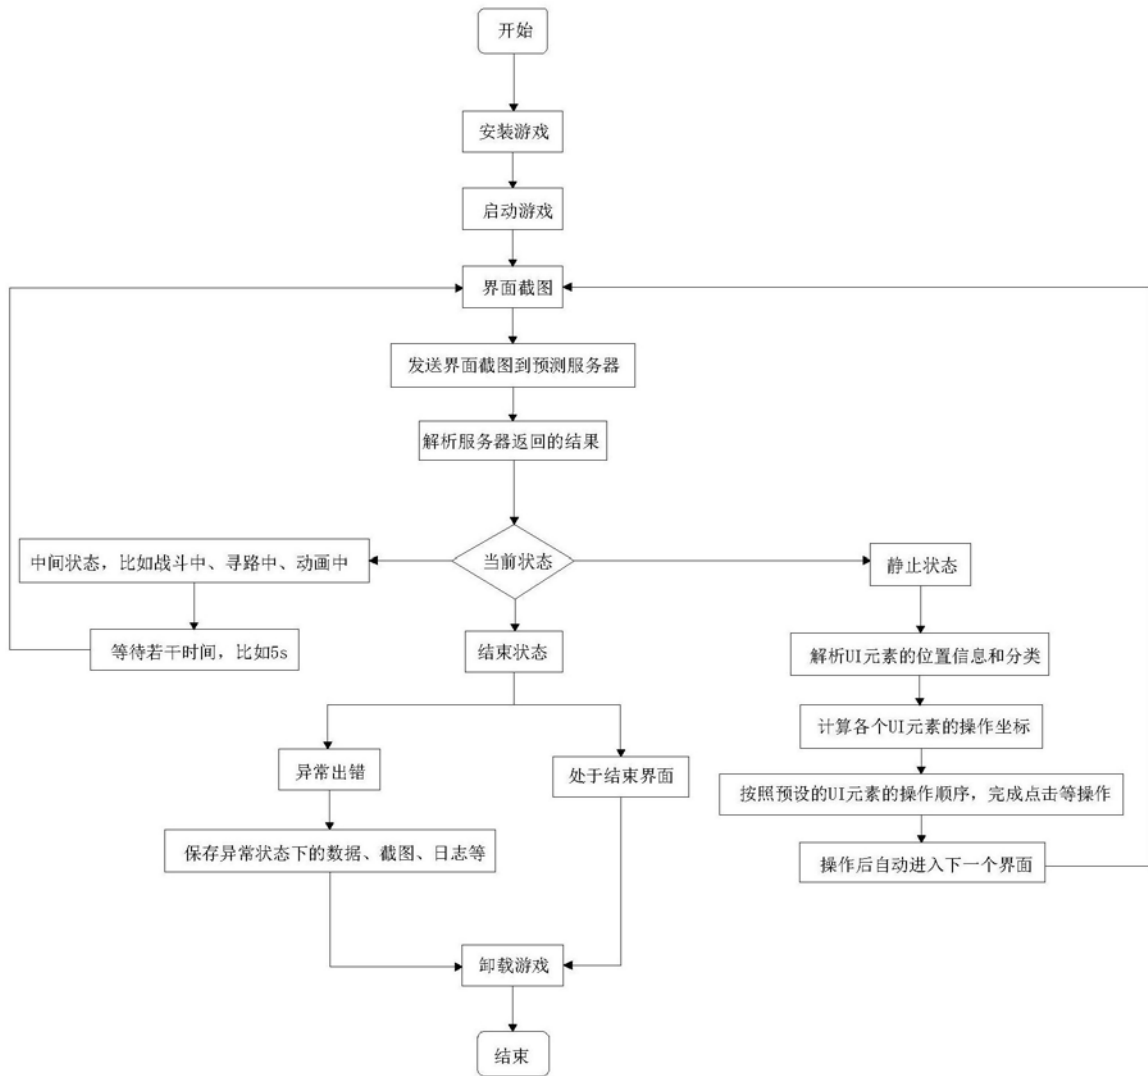 开始
安装游戏
启动游戏
界面截图
发送界面截图到预测服务器
解析服务器返回的结果
当前状态
中间状态，比如战斗中、寻路中、动画中
等待若干时间，比如5s
结束状态
异常出错
处于结束界面
保存异常状态下的数据、截图、日志等
静止状态
解析UI元素的位置信息和分类
计算各个UI元素的操作坐标
按照预设的UI元素的操作顺序，完成点击等操作
操作后自动进入下一个界面
卸载游戏
结束